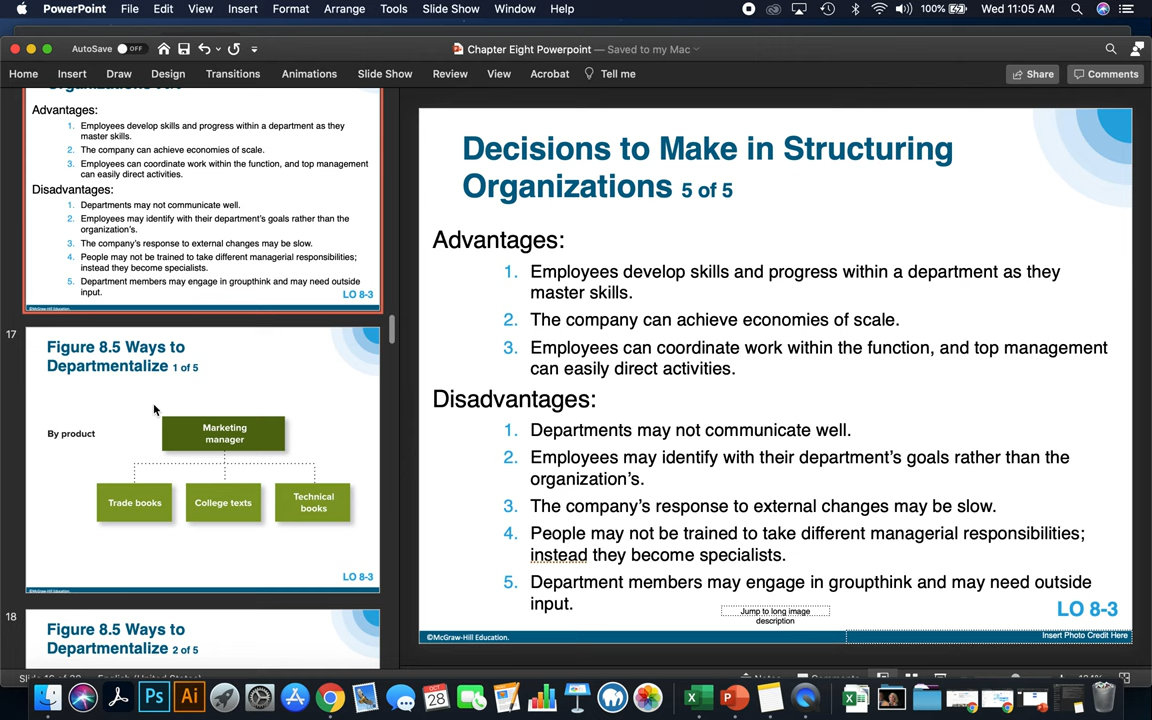 PowerPoint File Edit View Insert Format Arrange Tools Slide Show Window Help 100% Wed 11:05 AM
AutoSave OFF Chapter Eight Powerpoint — Saved to my Mac
Home Insert Draw Design Transitions Animations Slide Show Review View Acrobat Tell me Share Comments
Advantages:
1. Employees develop skills and progress within a department as they
master skills.
2. The company can achieve economies of scale.
3. Employees can coordinate work within the function, and top management
can easily direct activities.
Disadvantages:
1. Departments may not communicate well.
2. Employees may identify with their department's goals rather than the
organization's.
3. The company's response to external changes may be slow.
4. People may not be trained to take different managerial responsibilities;
instead they become specialists.
5. Department members may engage in groupthink and may need outside
input.
LO 8-3
©McGraw-Hill Education.
17
Figure 8.5 Ways to
Departmentalize 1 of 5
By product
Marketing
manager
Trade books
College texts
Technical
books
LO 8-3
©McGraw-Hill Education.
18
Figure 8.5 Ways to
Departmentalize 2 of 5
Decisions to Make in Structuring
Organizations 5 of 5
Advantages:
1. Employees develop skills and progress within a department as they
master skills.
2. The company can achieve economies of scale.
3. Employees can coordinate work within the function, and top management
can easily direct activities.
Disadvantages:
1. Departments may not communicate well.
2. Employees may identify with their department's goals rather than the
organization's.
3. The company's response to external changes may be slow.
4. People may not be trained to take different managerial responsibilities;
instead they become specialists.
5. Department members may engage in groupthink and may need outside
input.
Jump to long image
description
LO 8-3
©McGraw-Hill Education.
Insert Photo Credit Here
Ps Ai OCT 28